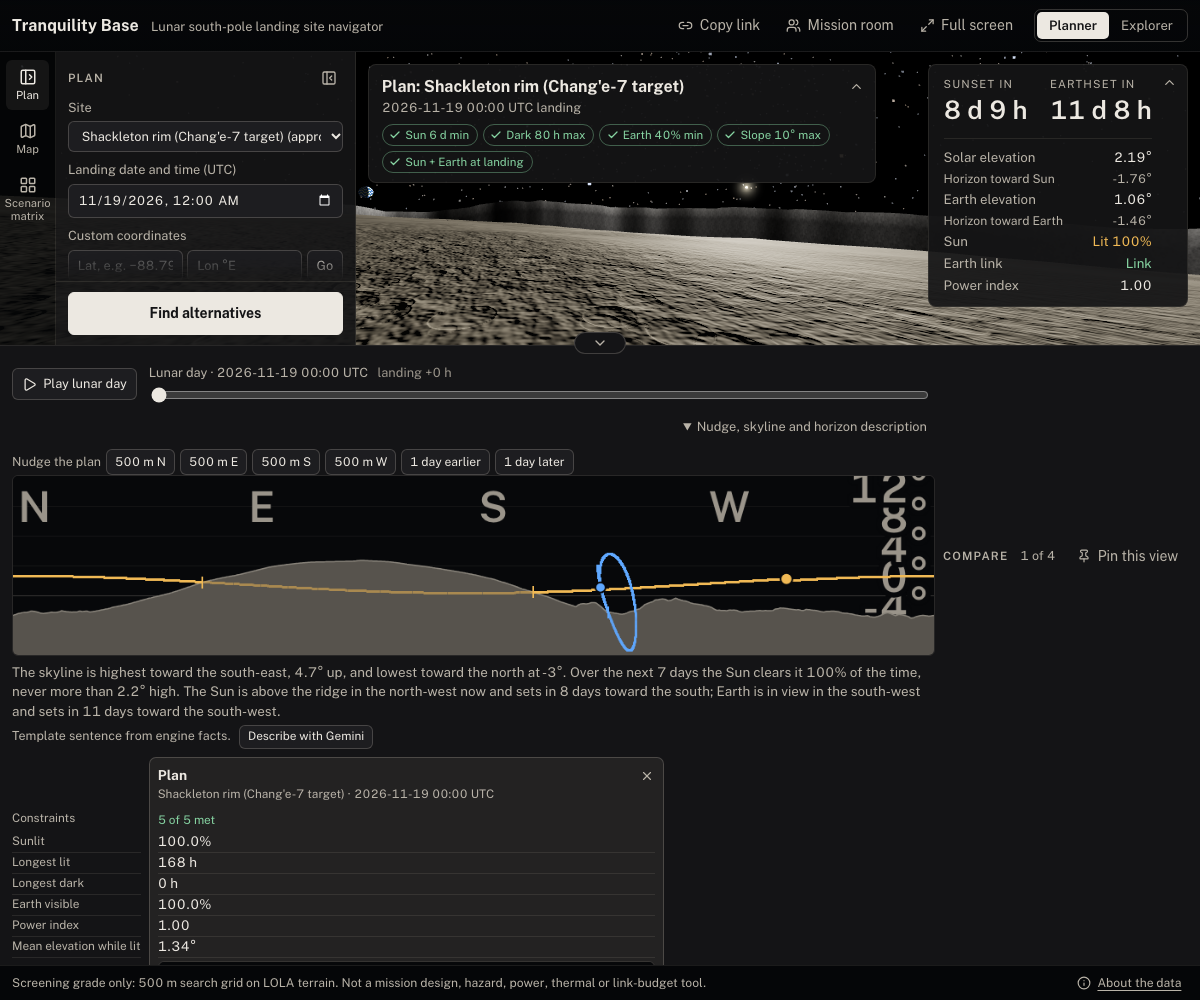 Tranquility Base Lunar south-pole landing site navigator
Copy link
Mission room
Full screen
Planner
Explorer
Plan
Map
Scenario
matrix
PLAN
Site
Shackleton rim (Chang'e-7 target) (appro
Landing date and time (UTC)
11/19/2026, 12:00 AM
Custom coordinates
Lat, e.g. −88.79
Lon °E
Go
Find alternatives
Plan: Shackleton rim (Chang'e-7 target)
2026-11-19 00:00 UTC landing
Sun 6 d min
Dark 80 h max
Earth 40% min
Slope 10° max
Sun + Earth at landing
SUNSET IN
8 d 9 h
EARTHSET IN
11 d 8 h
Solar elevation 2.19°
Horizon toward Sun -1.76°
Earth elevation 1.06°
Horizon toward Earth -1.46°
Sun Lit 100%
Earth link Link
Power index 1.00
Play lunar day
Lunar day · 2026-11-19 00:00 UTC landing +0 h
▼ Nudge, skyline and horizon description
Nudge the plan
500 m N
500 m E
500 m S
500 m W
1 day earlier
1 day later
N E S W
12°
8°
4°
0°
-4°
COMPARE 1 of 4
Pin this view
The skyline is highest toward the south-east, 4.7° up, and lowest toward the north at -3°. Over the next 7 days the Sun clears it 100% of the time,
never more than 2.2° high. The Sun is above the ridge in the north-west now and sets in 8 days toward the south; Earth is in view in the south-west
and sets in 11 days toward the south-west.
Template sentence from engine facts.
Describe with Gemini
Plan
Shackleton rim (Chang'e-7 target) · 2026-11-19 00:00 UTC
Constraints 5 of 5 met
Sunlit 100.0%
Longest lit 168 h
Longest dark 0 h
Earth visible 100.0%
Power index 1.00
Mean elevation while lit 1.34°
Screening grade only: 500 m search grid on LOLA terrain. Not a mission design, hazard, power, thermal or link-budget tool.
About the data